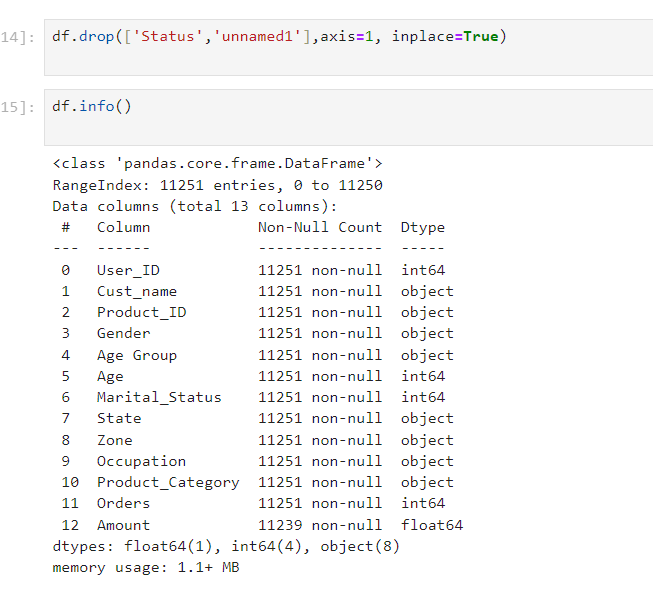 14]: df.drop(['Status','unnamed1'],axis=1, inplace=True)
15]: df.info()
<class 'pandas.core.frame.DataFrame'>
RangeIndex: 11251 entries, 0 to 11250
Data columns (total 13 columns):
 #   Column            Non-Null Count  Dtype
---  ------            --------------  -----
 0   User_ID           11251 non-null  int64
 1   Cust_name         11251 non-null  object
 2   Product_ID        11251 non-null  object
 3   Gender            11251 non-null  object
 4   Age Group         11251 non-null  object
 5   Age               11251 non-null  int64
 6   Marital_Status    11251 non-null  int64
 7   State             11251 non-null  object
 8   Zone              11251 non-null  object
 9   Occupation        11251 non-null  object
 10  Product_Category  11251 non-null  object
 11  Orders            11251 non-null  int64
 12  Amount            11239 non-null  float64
dtypes: float64(1), int64(4), object(8)
memory usage: 1.1+ MB